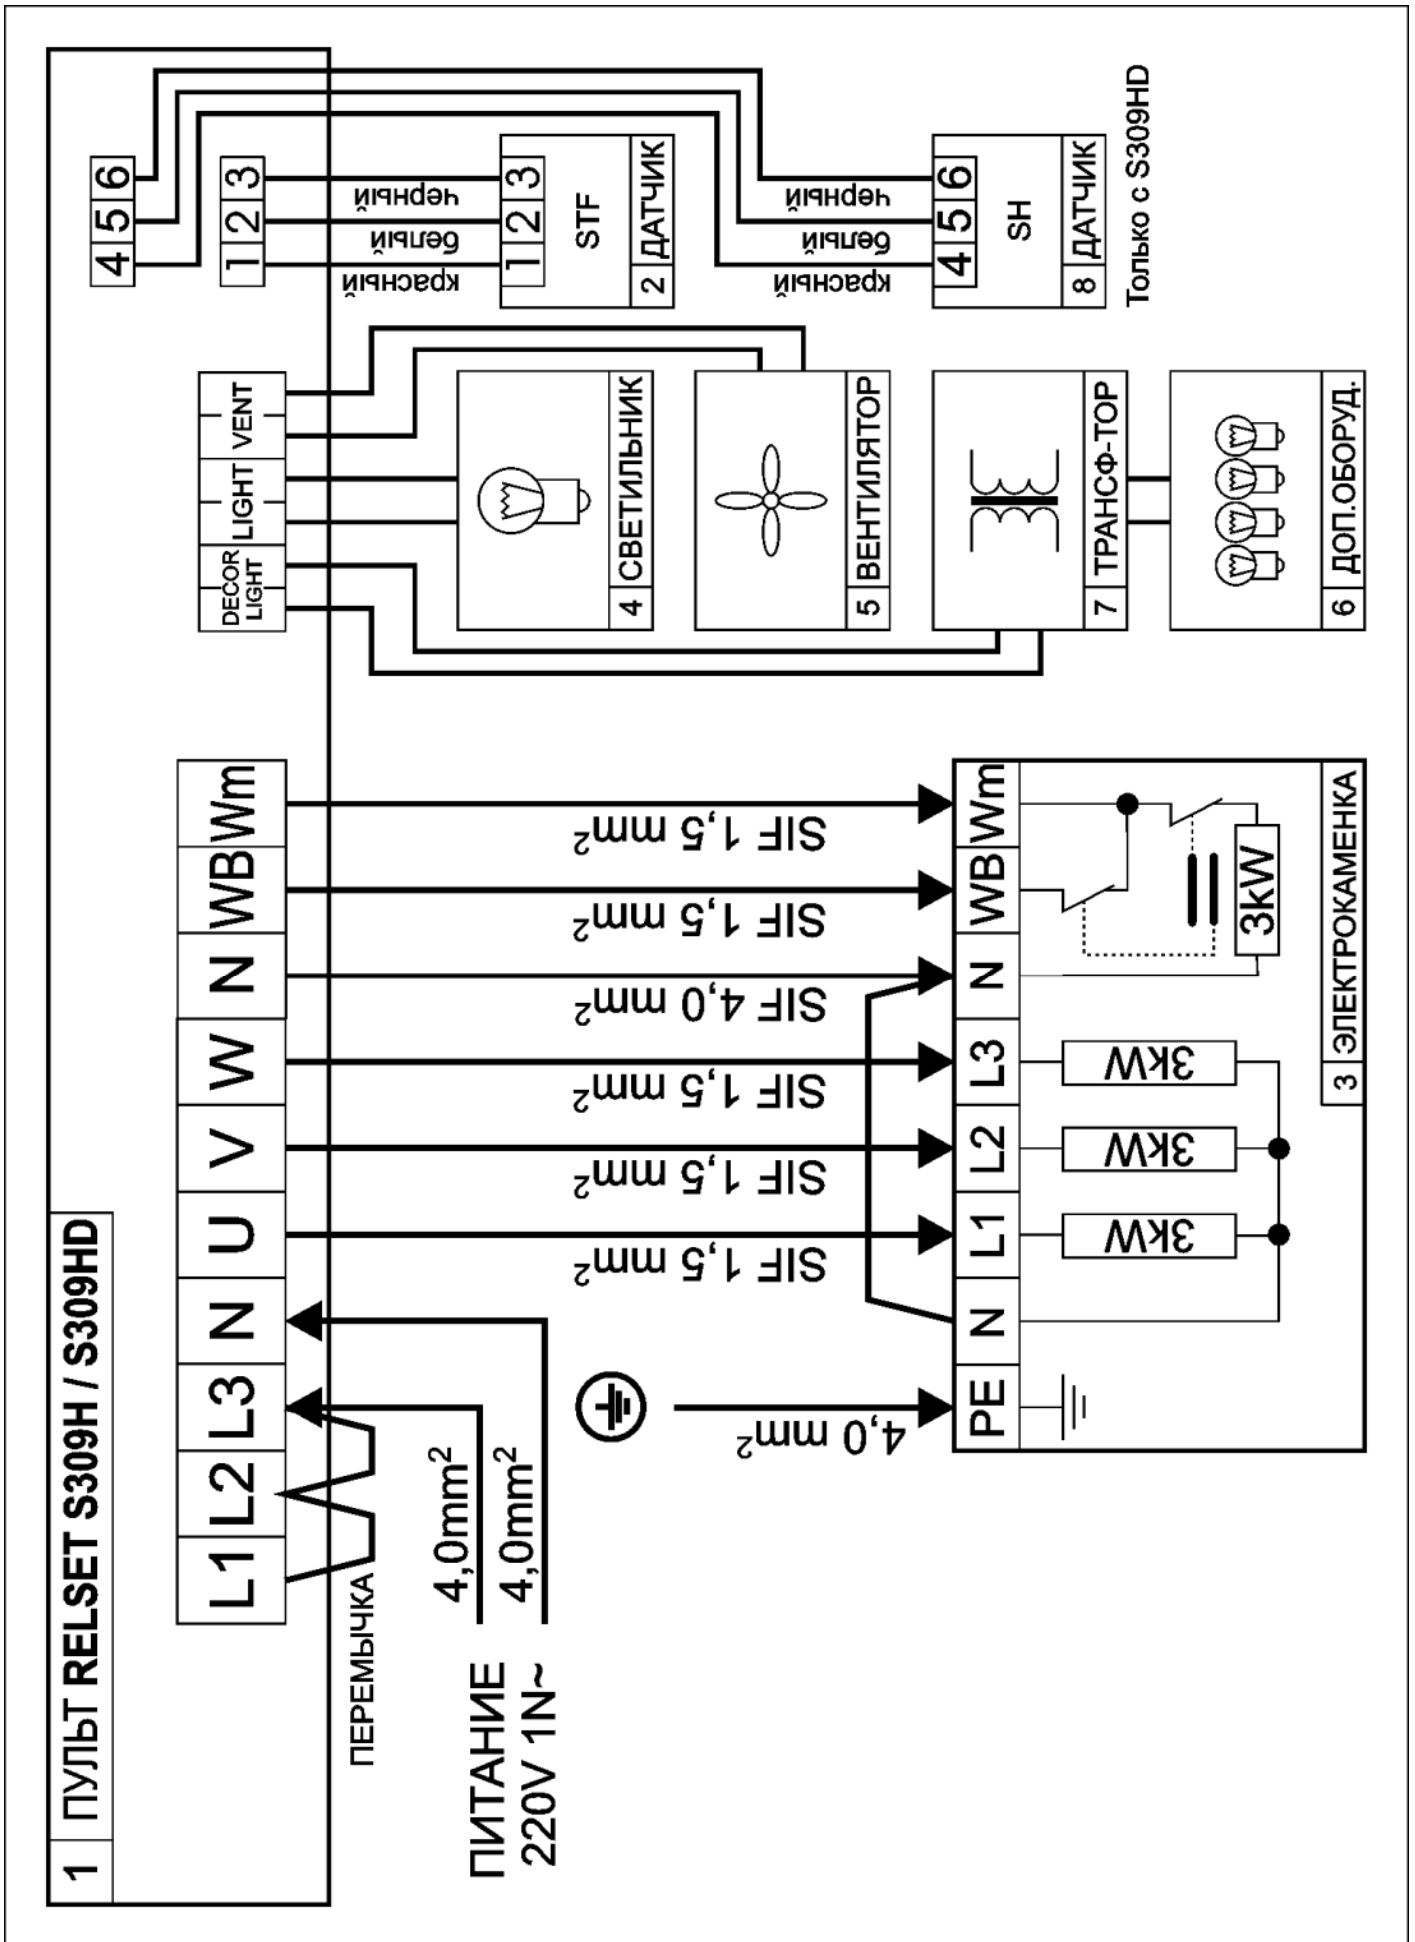 1 ПУЛЬТ RELSET S309H / S309HD
L1 L2 L3 N U V W N WB Wm
DECOR LIGHT LIGHT VENT
4 5 6
1 2 3
ПЕРЕМЫЧКА
ПИТАНИЕ
220V 1N~
4,0mm²
4,0mm²
4,0 mm²
SIF 1,5 mm²
SIF 1,5 mm²
SIF 1,5 mm²
SIF 4,0 mm²
SIF 1,5 mm²
SIF 1,5 mm²
PE N L1 L2 L3 N WB Wm
3kW
3kW
3kW
3kW
3 ЭЛЕКТРОКАМЕНКА
4 СВЕТИЛЬНИК
5 ВЕНТИЛЯТОР
7 ТРАНСФ-ТОР
6 ДОП.ОБОРУД.
красный
белый
черный
1 2 3
STF
2 ДАТЧИК
красный
белый
черный
4 5 6
SH
8 ДАТЧИК
Только с S309HD